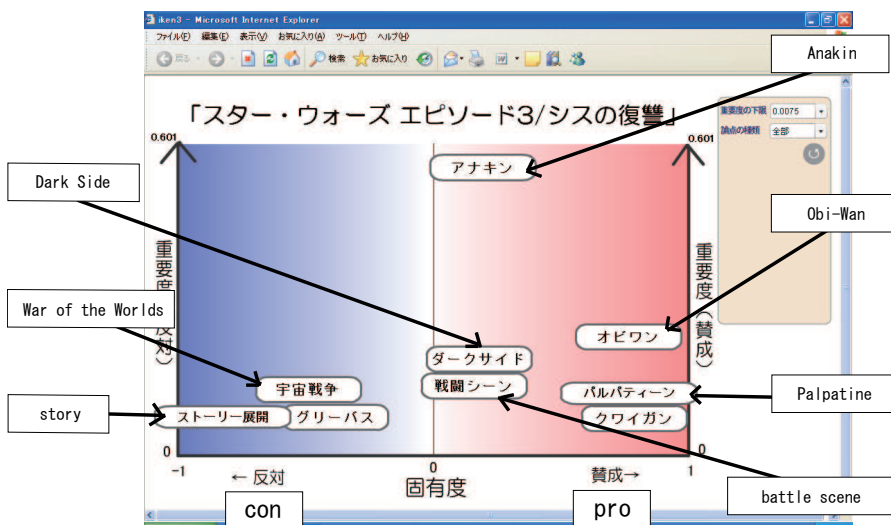 iken3 - Microsoft Internet Explorer
ファイル(F) 編集(E) 表示(V) お気に入り(A) ツール(T) ヘルプ(H)
戻る 検索 お気に入り
Anakin
「スター・ウォーズ エピソード3/シスの復讐」
重要度の下限 0.0075
論点の種類 全部
0.601 0.601
アナキン
Dark Side
Obi-Wan
重要度（反対） 重要度（賛成）
War of the Worlds
オビワン
ダークサイド
宇宙戦争 戦闘シーン パルパティーン Palpatine
story ストーリー展開 グリーバス クワイガン
0 0
-1 ← 反対 0 賛成→ 1
固有度
battle scene
con pro